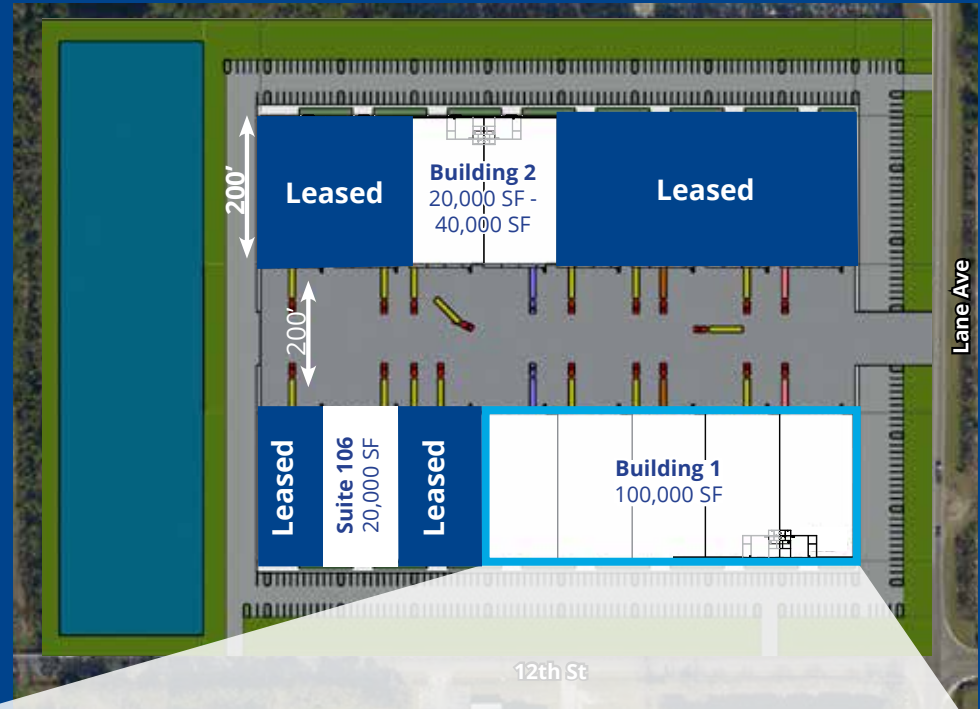 Leased
Building 2
20,000 SF -
40,000 SF
Leased
200'
200'
Leased
Suite 106
20,000 SF
Leased
Building 1
100,000 SF
Lane Ave
12th St